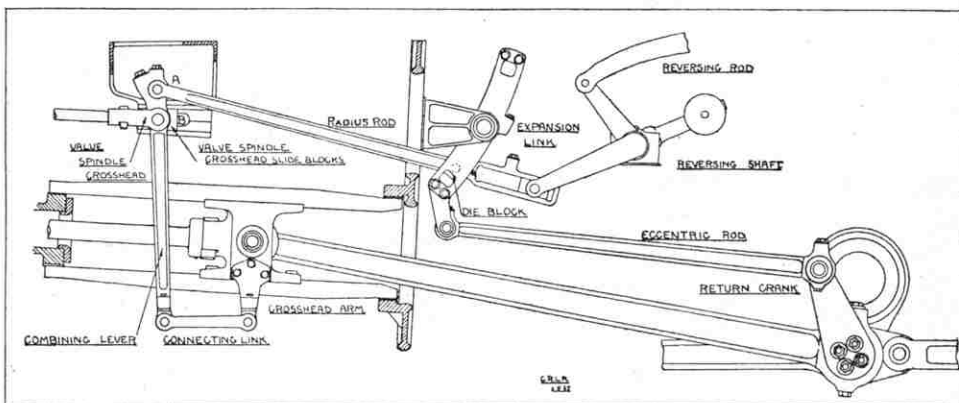 A
B
VALVE
SPINDLE
CROSSHEAD
VALVE SPINDLE
CROSSHEAD SLIDE BLOCKS
RADIUS ROD
EXPANSION
LINK
REVERSING ROD
REVERSING SHAFT
DIE BLOCK
ECCENTRIC ROD
RETURN CRANK
CROSSHEAD ARM
COMBINING LEVER
CONNECTING LINK